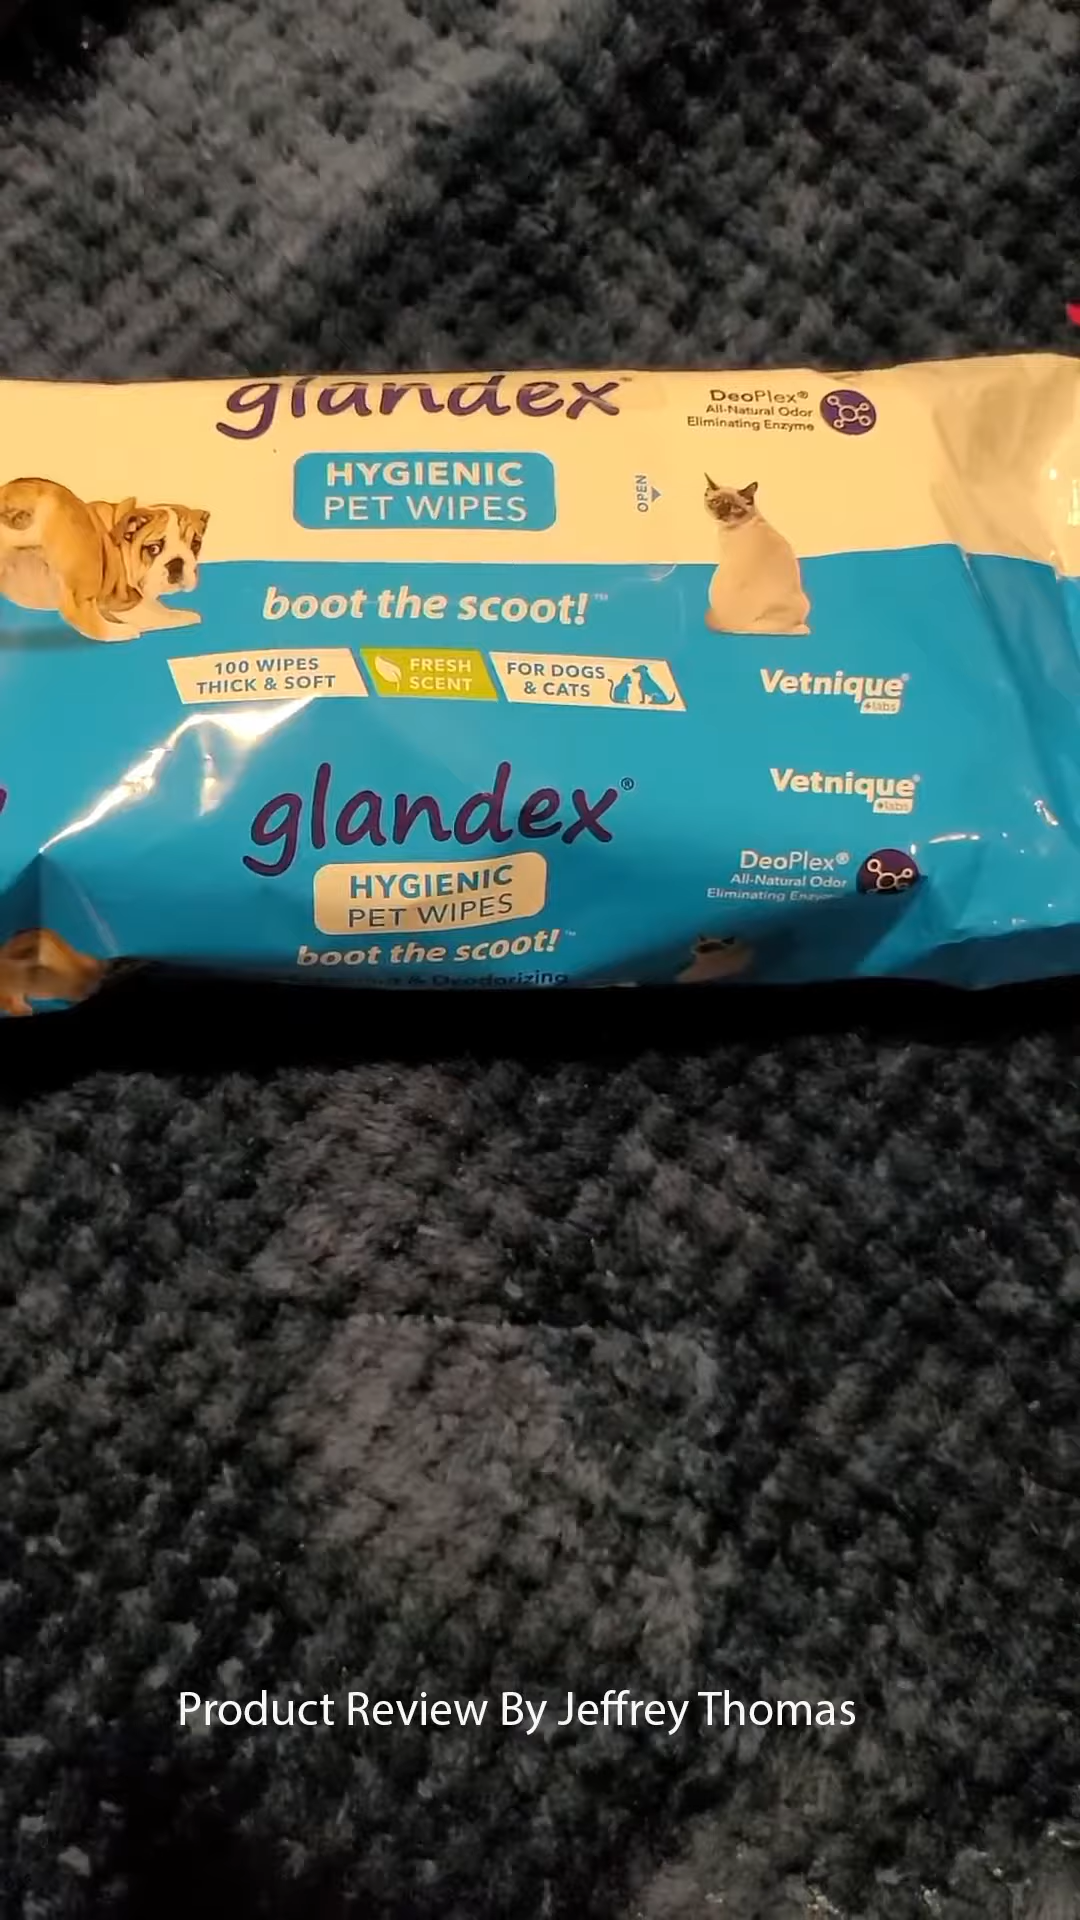 glandex
DeoPlex®
All-Natural Odor
Eliminating Enzyme
HYGIENIC
PET WIPES
OPEN
boot the scoot!™
100 WIPES
THICK & SOFT
FRESH
SCENT
FOR DOGS
& CATS
Vetnique®
labs
glandex®
Vetnique®
labs
HYGIENIC
PET WIPES
DeoPlex®
All-Natural Odor
Eliminating
boot the scoot!™
& Deodorizing
Product Review By Jeffrey Thomas